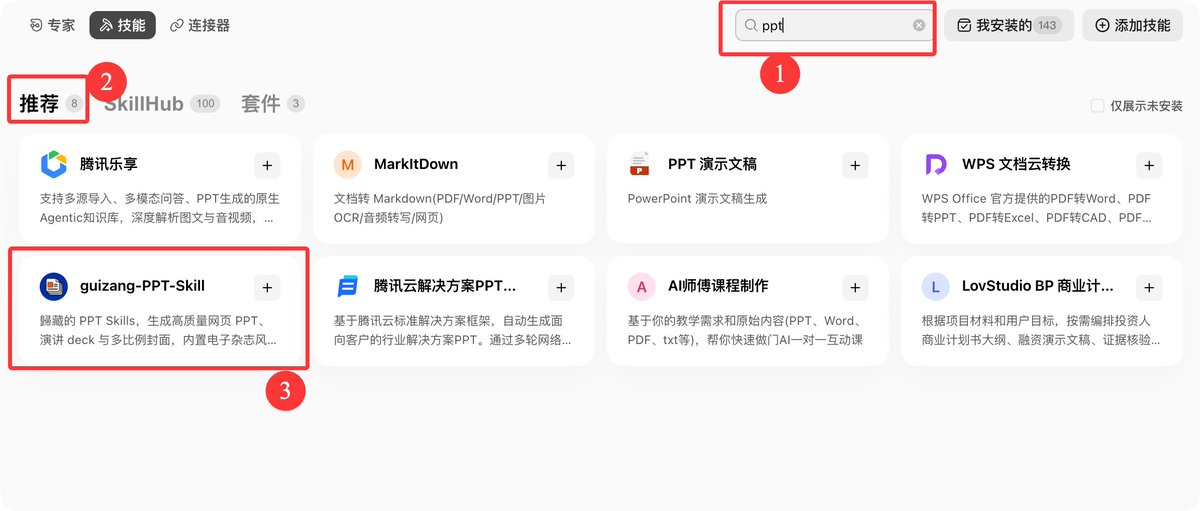 专家 技能 连接器 ppt 我安装的 143 添加技能
1
2
推荐 8 SkillHub 100 套件 3 仅展示未安装
腾讯乐享
支持多源导入、多模态问答、PPT生成的原生
Agentic知识库，深度解析图文与音视频，...
M MarkItDown
文档转 Markdown(PDF/Word/PPT/图片
OCR/音频转写/网页)
P PPT 演示文稿
PowerPoint 演示文稿生成
WPS 文档云转换
WPS Office 官方提供的PDF转Word、PDF
转PPT、PDF转Excel、PDF转CAD、PDF...
guizang-PPT-Skill
歸藏的 PPT Skills，生成高质量网页 PPT、
演讲 deck 与多比例封面，内置电子杂志风...
腾讯云解决方案PPT...
基于腾讯云标准解决方案框架，自动生成面
向客户的行业解决方案PPT。通过多轮网络...
A AI师傅课程制作
基于你的教学需求和原始内容(PPT、Word、
PDF、txt等)，帮你快速做门AI一对一互动课
L LovStudio BP 商业计...
根据项目材料和用户目标，按需编排投资人
商业计划书大纲、融资演示文稿、证据核验...
3